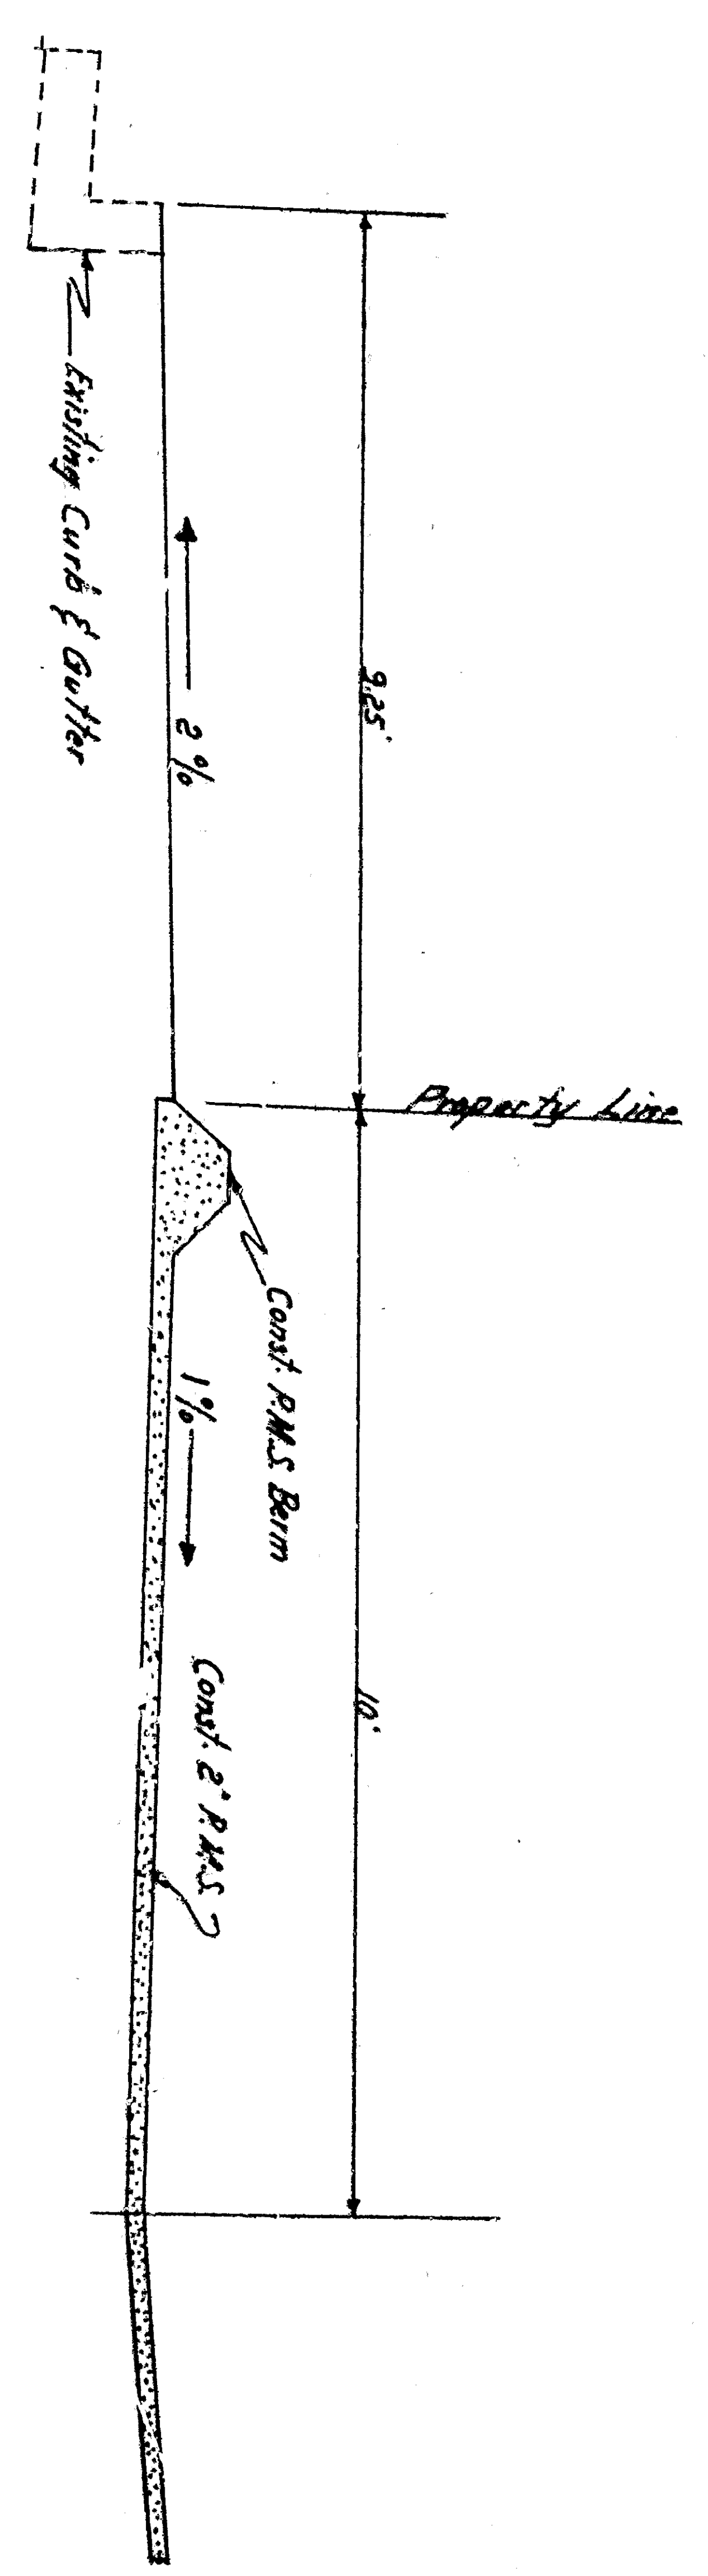 Property Line
9.25'
10'
Const. P.M.S. Berm
2%
1%
Const. 2" P.M.S.
Existing Curb & Gutter